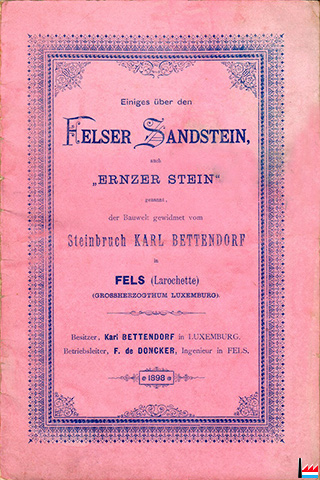 Einiges über den
FELSER SANDSTEIN,
auch
„ERNZER STEIN“
genannt,
der Bauwelt gewidmet vom
Steinbruch KARL BETTENDORF
in
FELS (Larochette)
(GROSSHERZOGTHUM LUXEMBURG).
Besitzer, Karl BETTENDORF in LUXEMBURG.
Betriebsleiter, F. de DONCKER, Ingenieur in FELS.
1898